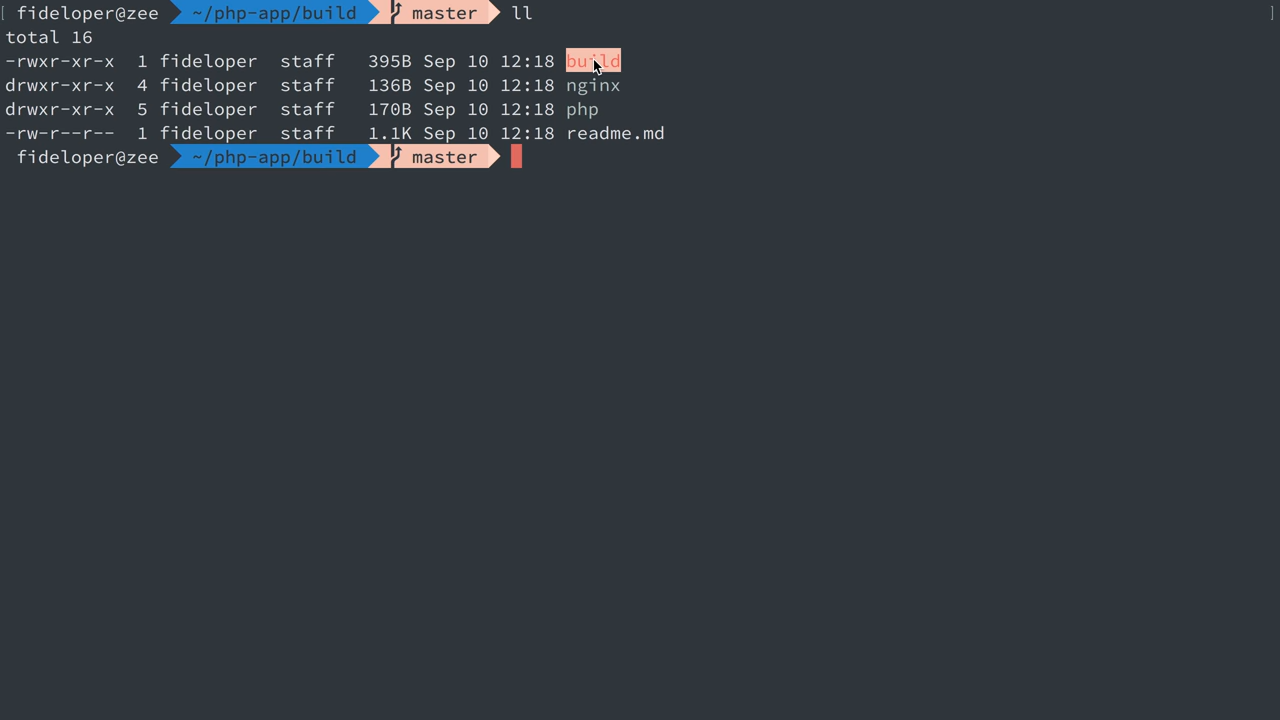 fideloper@zee ~/php-app/build master ll
total 16
-rwxr-xr-x 1 fideloper staff 395B Sep 10 12:18 build
drwxr-xr-x 4 fideloper staff 136B Sep 10 12:18 nginx
drwxr-xr-x 5 fideloper staff 170B Sep 10 12:18 php
-rw-r--r-- 1 fideloper staff 1.1K Sep 10 12:18 readme.md
fideloper@zee ~/php-app/build master